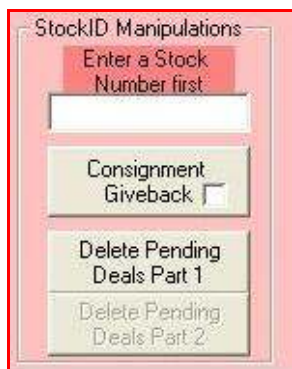 StockID Manipulations
Enter a Stock
Number first
Consignment
Giveback
Delete Pending
Deals Part 1
Delete Pending
Deals Part 2